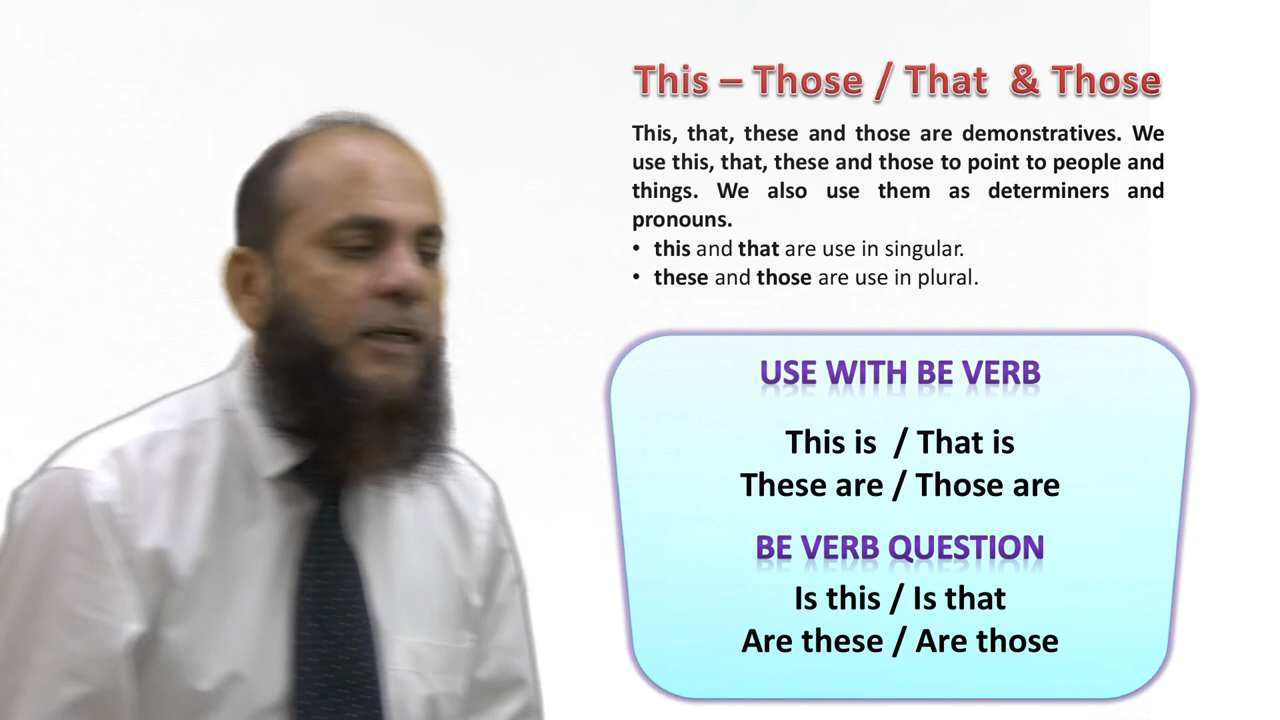 This – Those / That & Those
This, that, these and those are demonstratives. We
use this, that, these and those to point to people and
things. We also use them as determiners and
pronouns.
• this and that are use in singular.
• these and those are use in plural.
USE WITH BE VERB
This is / That is
These are / Those are
BE VERB QUESTION
Is this / Is that
Are these / Are those